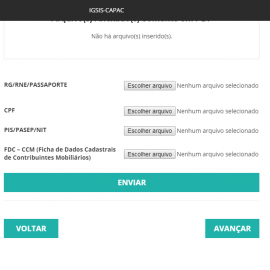 IGSIS-CAPAC
Não há arquivo(s) inserido(s).
RG/RNE/PASSAPORTE Escolher arquivo Nenhum arquivo selecionado
CPF Escolher arquivo Nenhum arquivo selecionado
PIS/PASEP/NIT Escolher arquivo Nenhum arquivo selecionado
FDC – CCM (Ficha de Dados Cadastrais Escolher arquivo Nenhum arquivo selecionado
de Contribuintes Mobiliários)
ENVIAR
VOLTAR AVANÇAR